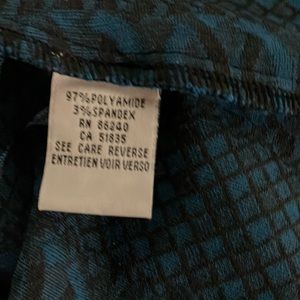 97%POLYAMIDE
3%SPANDEX
RN 86240
CA 51835
SEE CARE REVERSE
ENTRETIEN VOIR VERSO